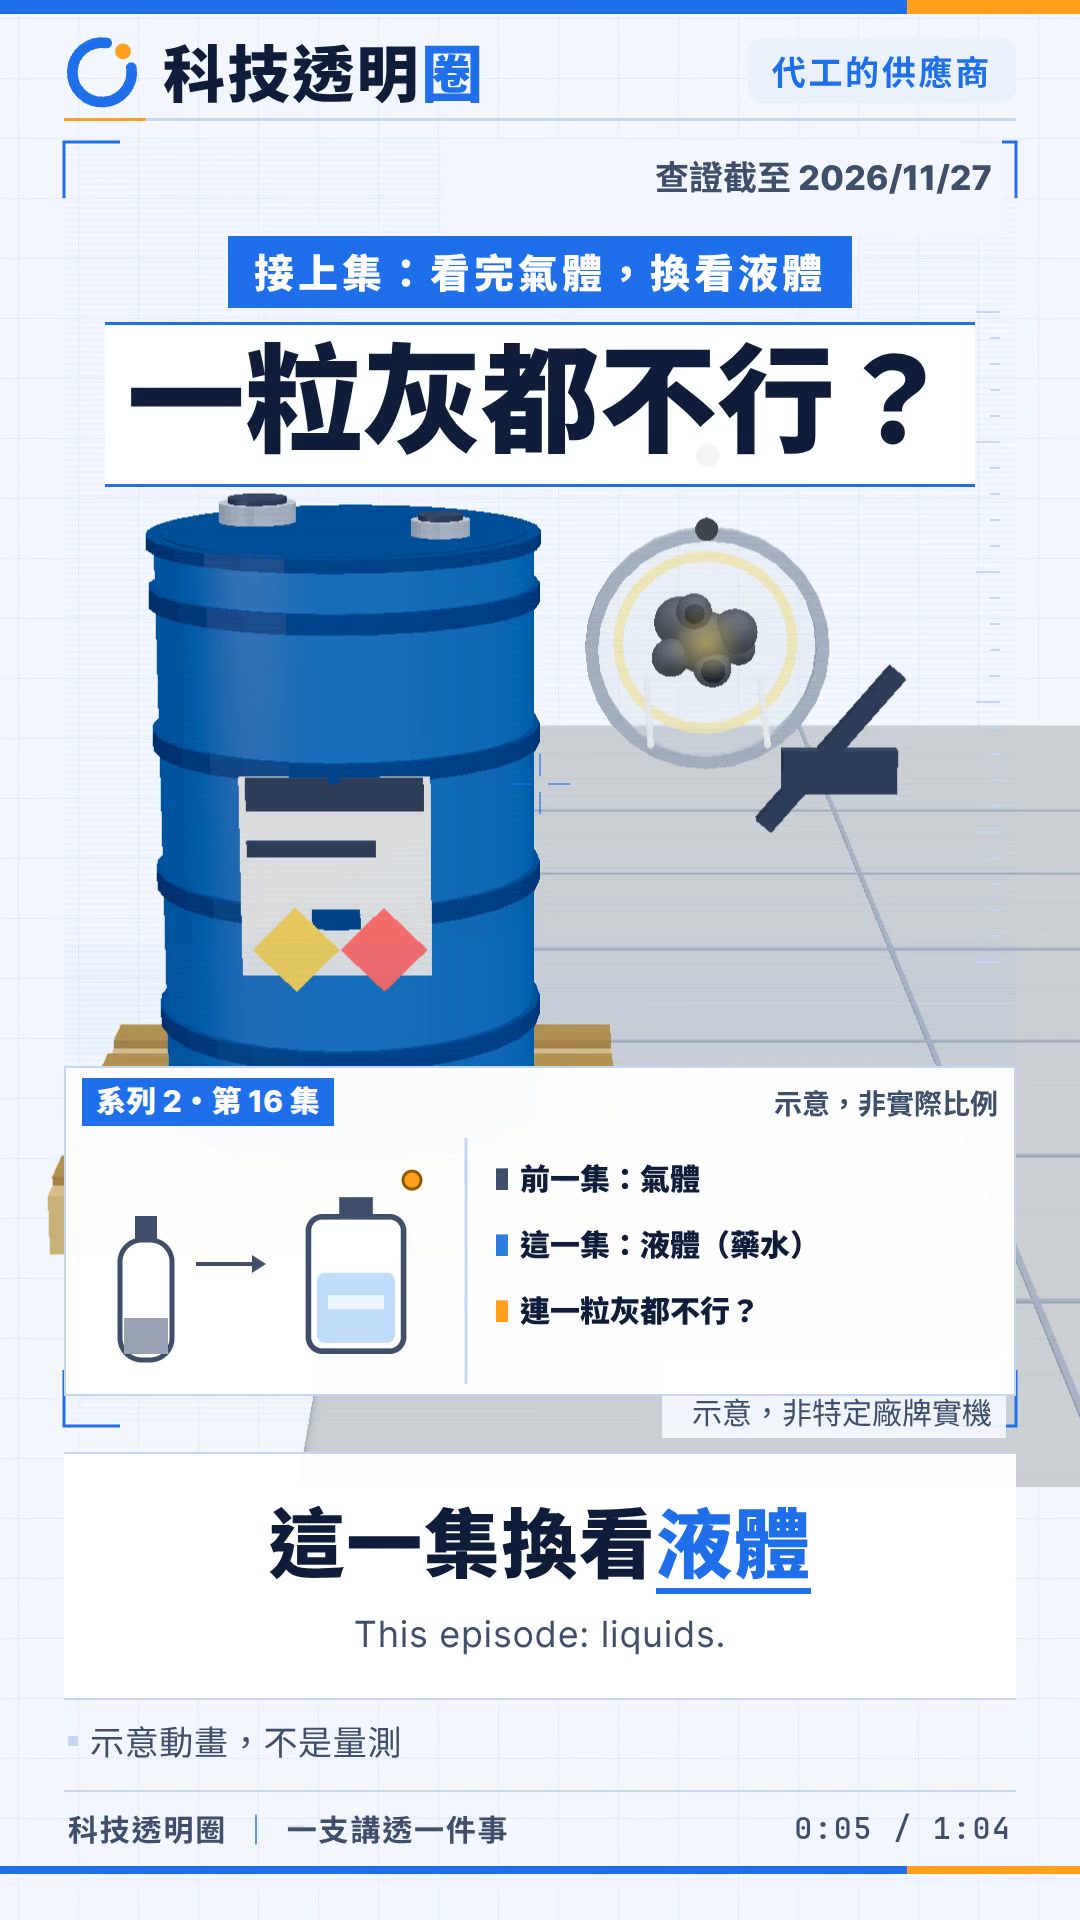 科技透明圈
代工的供應商
查證截至 2026/11/27
接上集：看完氣體，換看液體
一粒灰都不行？
系列 2・第 16 集
示意，非實際比例
前一集：氣體
這一集：液體（藥水）
連一粒灰都不行？
示意，非特定廠牌實機
這一集換看液體
This episode: liquids.
示意動畫，不是量測
科技透明圈｜一支講透一件事
0:05 / 1:04